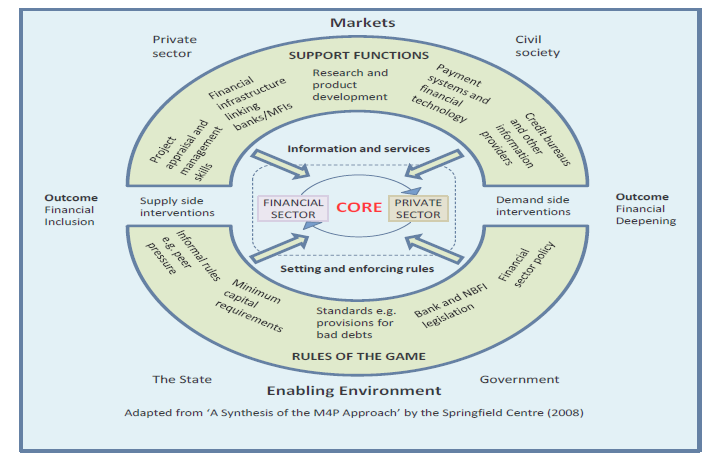 Markets
Private
sector
Civil
society
SUPPORT FUNCTIONS
Project
appraisal and
management
skills
Financial
infrastructure
linking
banks/MFIs
Research and
product
development
Payment
systems and
financial
technology
Credit bureaus
and other
information
providers
Information and services
Outcome
Financial
Inclusion
Supply side
interventions
FINANCIAL
SECTOR
CORE
PRIVATE
SECTOR
Demand side
interventions
Outcome
Financial
Deepening
Setting and enforcing rules
Informal rules
e.g. peer
pressure
Minimum
capital
requirements
Standards e.g.
provisions for
bad debts
Bank and NBFI
legislation
Financial
sector policy
RULES OF THE GAME
The State
Government
Enabling Environment
Adapted from ‘A Synthesis of the M4P Approach’ by the Springfield Centre (2008)